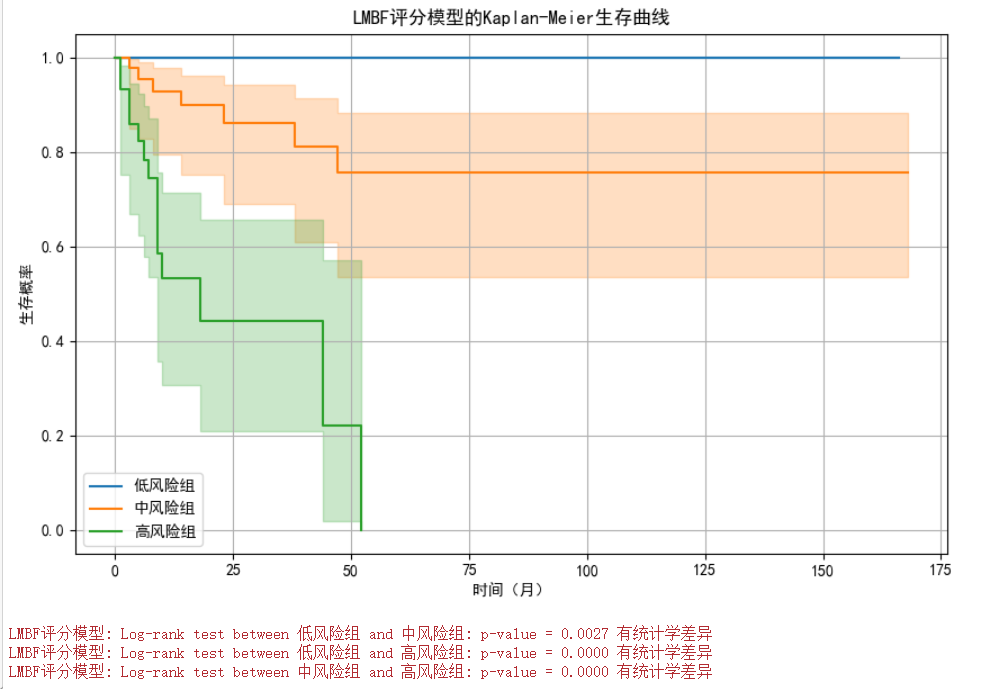 LMBF评分模型的Kaplan-Meier生存曲线
1.0
0.8
0.6
0.4
0.2
0.0
生存概率
低风险组
中风险组
高风险组
0 25 50 75 100 125 150 175
时间（月）
LMBF评分模型: Log-rank test between 低风险组 and 中风险组: p-value = 0.0027 有统计学差异
LMBF评分模型: Log-rank test between 低风险组 and 高风险组: p-value = 0.0000 有统计学差异
LMBF评分模型: Log-rank test between 中风险组 and 高风险组: p-value = 0.0000 有统计学差异